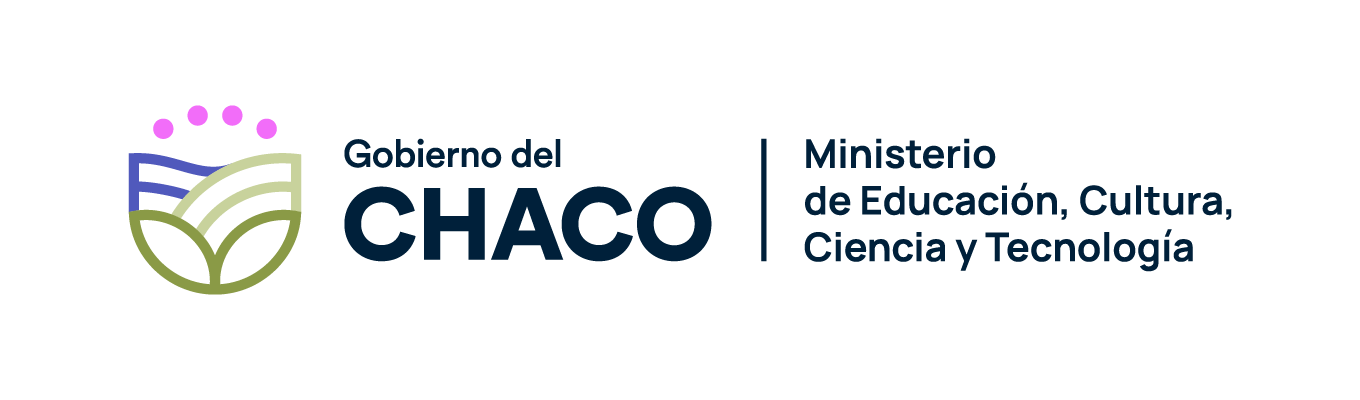 Gobierno del
CHACO
Ministerio
de Educación, Cultura,
Ciencia y Tecnología